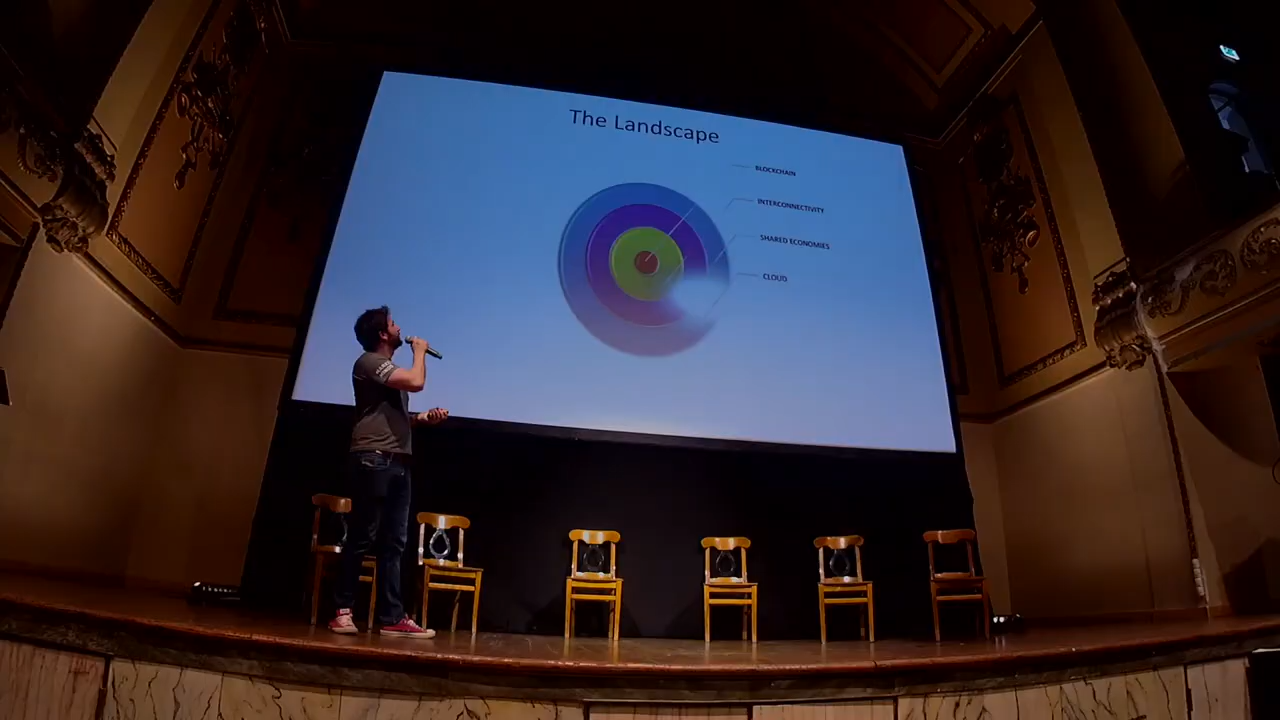 The Landscape
BLOCKCHAIN
INTERCONNECTIVITY
SHARED ECONOMIES
CLOUD